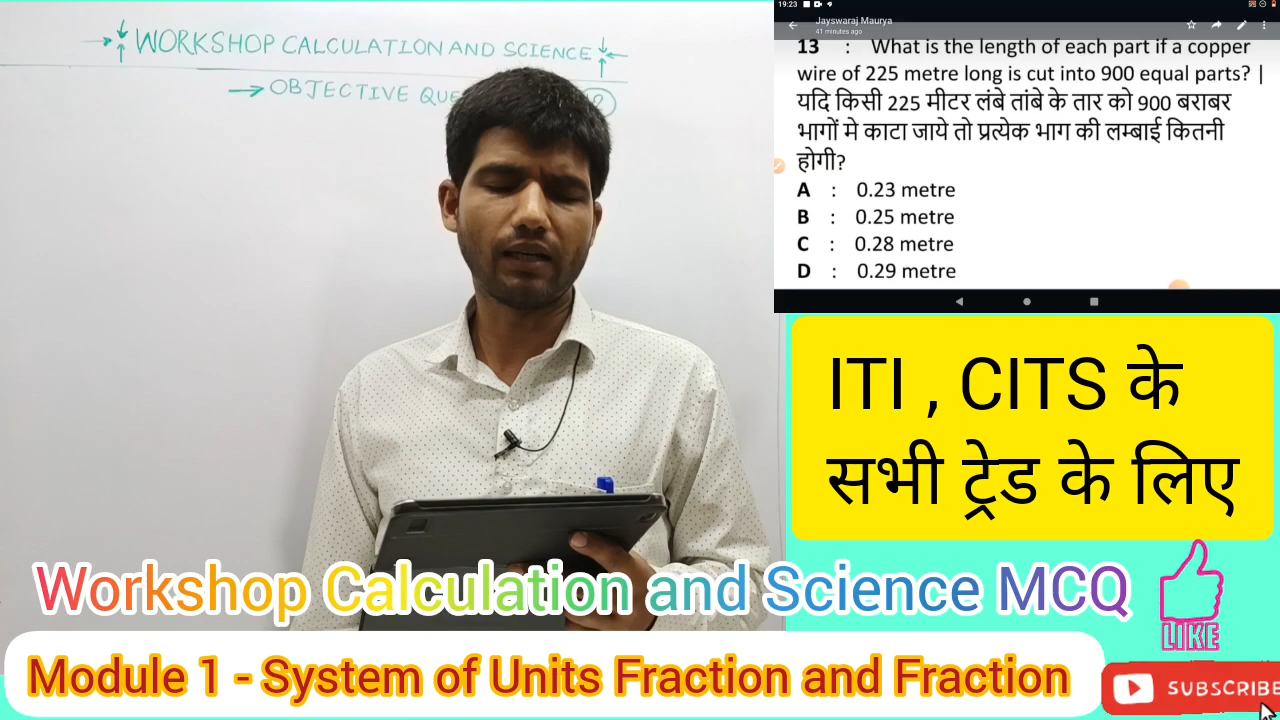 WORKSHOP CALCULATION AND SCIENCE
OBJECTIVE QUE
19:23
Jayswaraj Maurya
41 minutes ago
13 : What is the length of each part if a copper
wire of 225 metre long is cut into 900 equal parts? |
यदि किसी 225 मीटर लंबे तांबे के तार को 900 बराबर
भागों मे काटा जाये तो प्रत्येक भाग की लम्बाई कितनी
होगी?
A : 0.23 metre
B : 0.25 metre
C : 0.28 metre
D : 0.29 metre
ITI , CITS के
सभी ट्रेड के लिए
Workshop Calculation and Science MCQ
LIKE
Module 1 - System of Units Fraction and Fraction
SUBSCRIBE